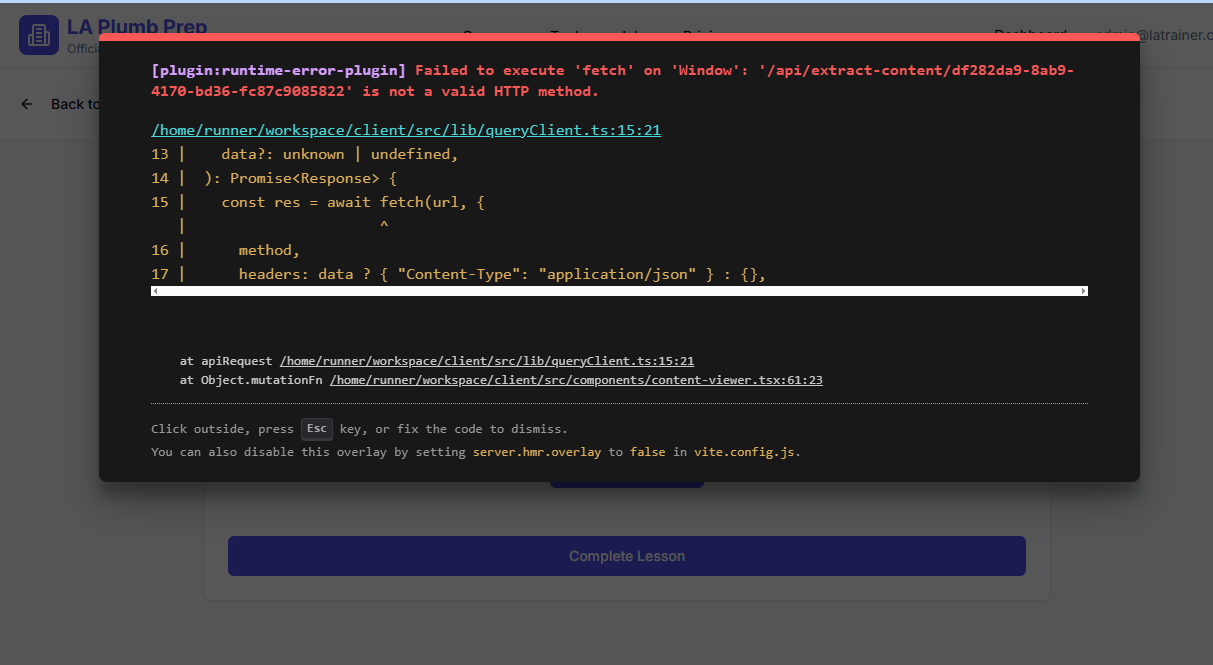 LA Plumb Prep
Dashboard
@latrainer.c
[plugin:runtime-error-plugin] Failed to execute 'fetch' on 'Window': '/api/extract-content/df282da9-8ab9-
4170-bd36-fc87c9085822' is not a valid HTTP method.
Back to
/home/runner/workspace/client/src/lib/queryClient.ts:15:21
13 |     data?: unknown | undefined,
14 |   ): Promise<Response> {
15 |     const res = await fetch(url, {
|                       ^
16 |       method,
17 |       headers: data ? { "Content-Type": "application/json" } : {},
at apiRequest /home/runner/workspace/client/src/lib/queryClient.ts:15:21
at Object.mutationFn /home/runner/workspace/client/src/components/content-viewer.tsx:61:23
Click outside, press Esc key, or fix the code to dismiss.
You can also disable this overlay by setting server.hmr.overlay to false in vite.config.js.
Complete Lesson